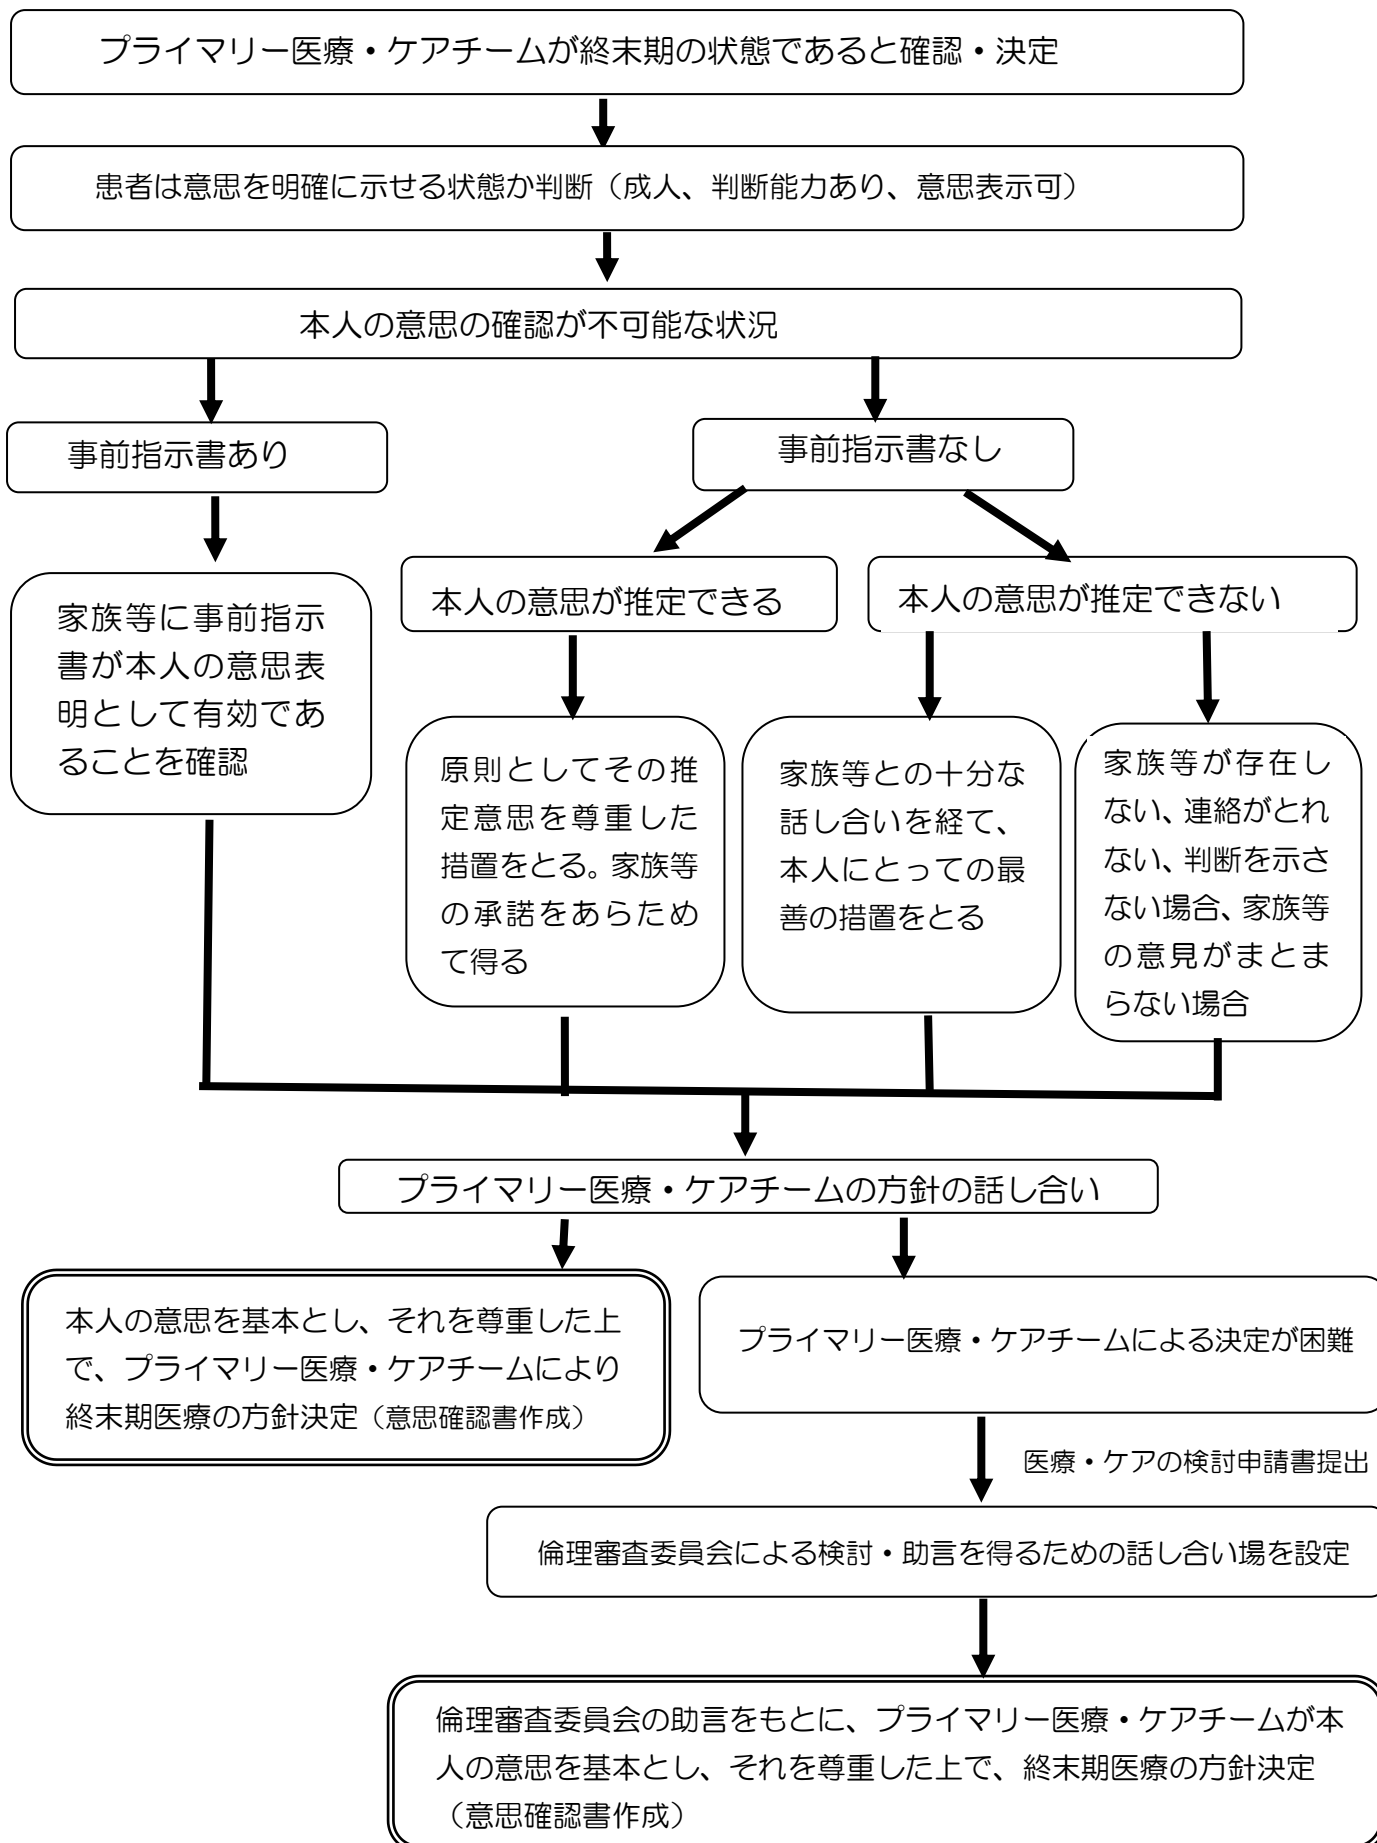 プライマリー医療・ケアチームが終末期の状態であると確認・決定
患者は意思を明確に示せる状態か判断（成人、判断能力あり、意思表示可）
本人の意思の確認が不可能な状況
事前指示書あり
事前指示書なし
本人の意思が推定できる
本人の意思が推定できない
家族等に事前指示
書が本人の意思表
明として有効であ
ることを確認
原則としてその推
定意思を尊重した
措置をとる。家族等
の承諾をあらため
て得る
家族等との十分な
話し合いを経て、
本人にとっての最
善の措置をとる
家族等が存在し
ない、連絡がとれ
ない、判断を示さ
ない場合、家族等
の意見がまとま
らない場合
プライマリー医療・ケアチームの方針の話し合い
本人の意思を基本とし、それを尊重した上
で、プライマリー医療・ケアチームにより
終末期医療の方針決定（意思確認書作成）
プライマリー医療・ケアチームによる決定が困難
医療・ケアの検討申請書提出
倫理審査委員会による検討・助言を得るための話し合い場を設定
倫理審査委員会の助言をもとに、プライマリー医療・ケアチームが本
人の意思を基本とし、それを尊重した上で、終末期医療の方針決定
（意思確認書作成）